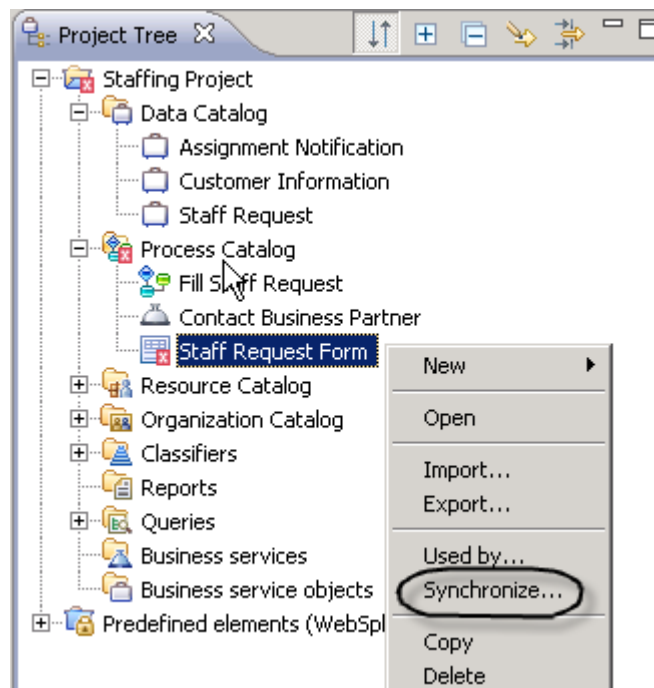 Project Tree
Staffing Project
Data Catalog
Assignment Notification
Customer Information
Staff Request
Process Catalog
Fill Staff Request
Contact Business Partner
Staff Request Form
Resource Catalog
Organization Catalog
Classifiers
Reports
Queries
Business services
Business service objects
Predefined elements (WebSpl
New
Open
Import...
Export...
Used by...
Synchronize...
Copy
Delete